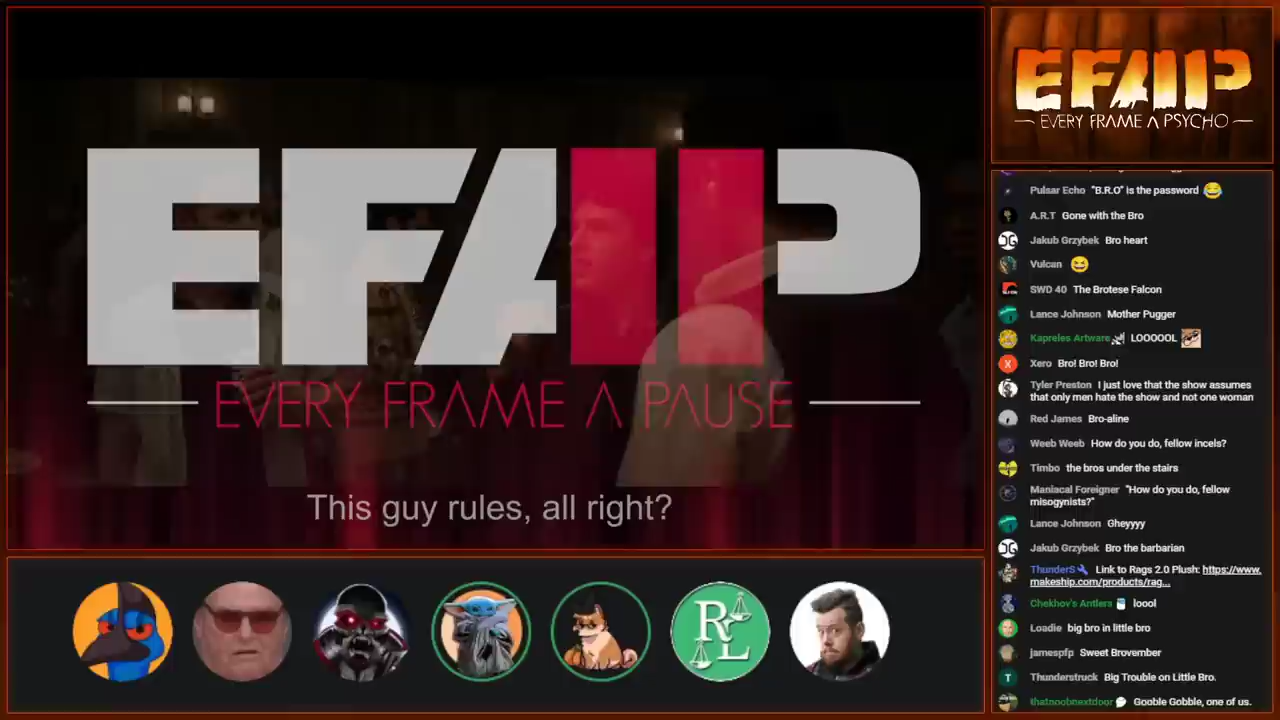 EFAP
EVERY FRAME A PAUSE
This guy rules, all right?
EFAP
EVERY FRAME A PSYCHO
Pulsar Echo "B.R.O" is the password
A.R.T Gone with the Bro
Jakub Grzybek Bro heart
Vulcan
SWD 40 The Brotese Falcon
Lance Johnson Mother Pugger
Kapreles Artware LOOOOOL
Xero Bro! Bro! Bro!
Tyler Preston I just love that the show assumes
that only men hate the show and not one woman
Red James Bro-aline
Weeb Weeb How do you do, fellow incels?
Timbo the bros under the stairs
Maniacal Foreigner "How do you do, fellow
misogynists?"
Lance Johnson Gheyyyy
Jakub Grzybek Bro the barbarian
ThunderS Link to Rags 2.0 Plush: https://www.
makeship.com/products/rag...
Chekhov's Antlers loool
Loadie big bro in little bro
jamespfp Sweet Brovember
Thunderstruck Big Trouble on Little Bro.
thatnoobnextdoor Gooble Gobble, one of us.
RL